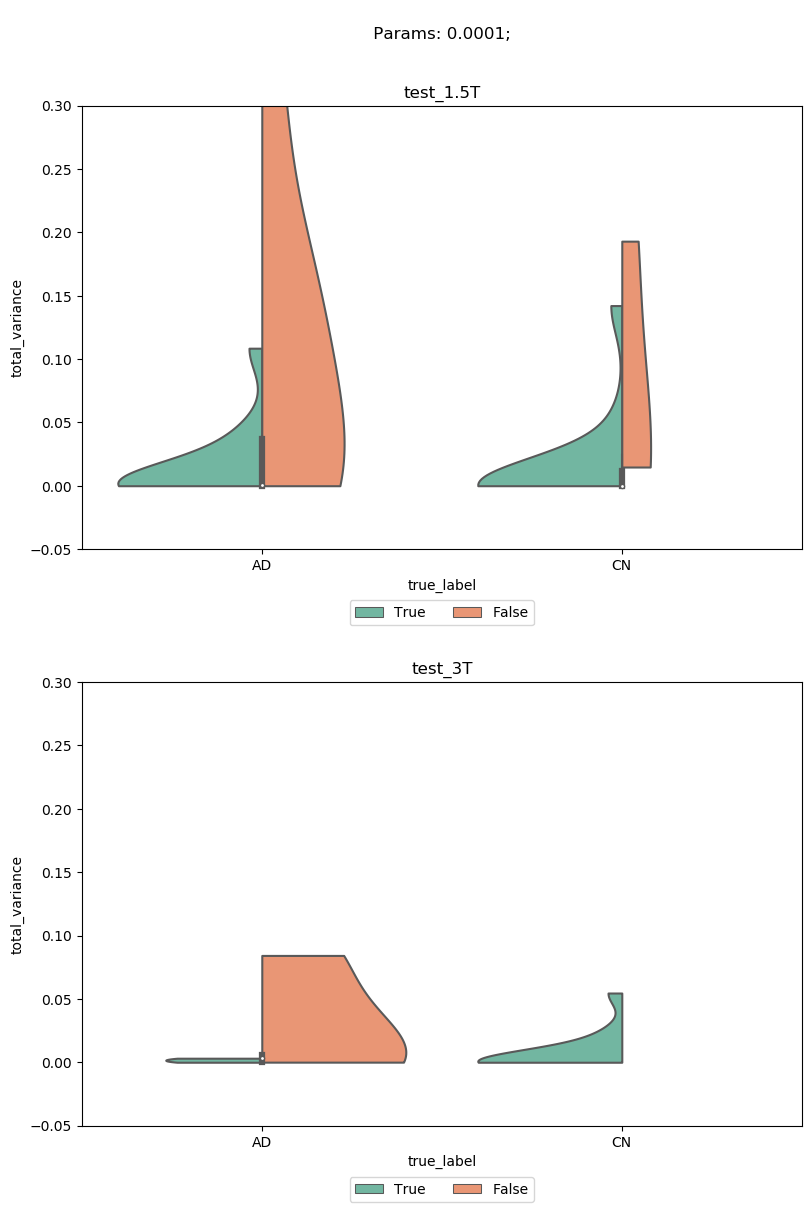 Params: 0.0001;
test_1.5T
0.30
0.25
0.20
0.15
0.10
0.05
0.00
−0.05
total_variance
AD CN
true_label
True False
test_3T
0.30
0.25
0.20
0.15
0.10
0.05
0.00
−0.05
total_variance
AD CN
true_label
True False